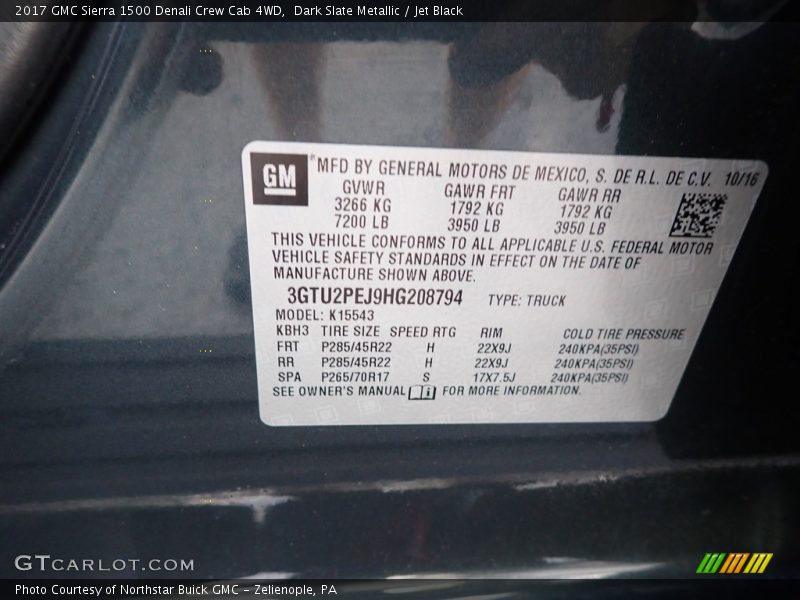 2017 GMC Sierra 1500 Denali Crew Cab 4WD, Dark Slate Metallic / Jet Black
GM ® MFD BY GENERAL MOTORS DE MEXICO, S. DE R.L. DE C.V. 10/16
GVWR GAWR FRT GAWR RR
3266 KG 1792 KG 1792 KG
7200 LB 3950 LB 3950 LB
THIS VEHICLE CONFORMS TO ALL APPLICABLE U.S. FEDERAL MOTOR
VEHICLE SAFETY STANDARDS IN EFFECT ON THE DATE OF
MANUFACTURE SHOWN ABOVE.
3GTU2PEJ9HG208794 TYPE: TRUCK
MODEL: K15543
KBH3 TIRE SIZE SPEED RTG RIM COLD TIRE PRESSURE
FRT P285/45R22 H 22X9J 240KPA(35PSI)
RR P285/45R22 H 22X9J 240KPA(35PSI)
SPA P265/70R17 S 17X7.5J 240KPA(35PSI)
SEE OWNER'S MANUAL FOR MORE INFORMATION.
GTCARLOT.COM
Photo Courtesy of Northstar Buick GMC - Zelienople, PA